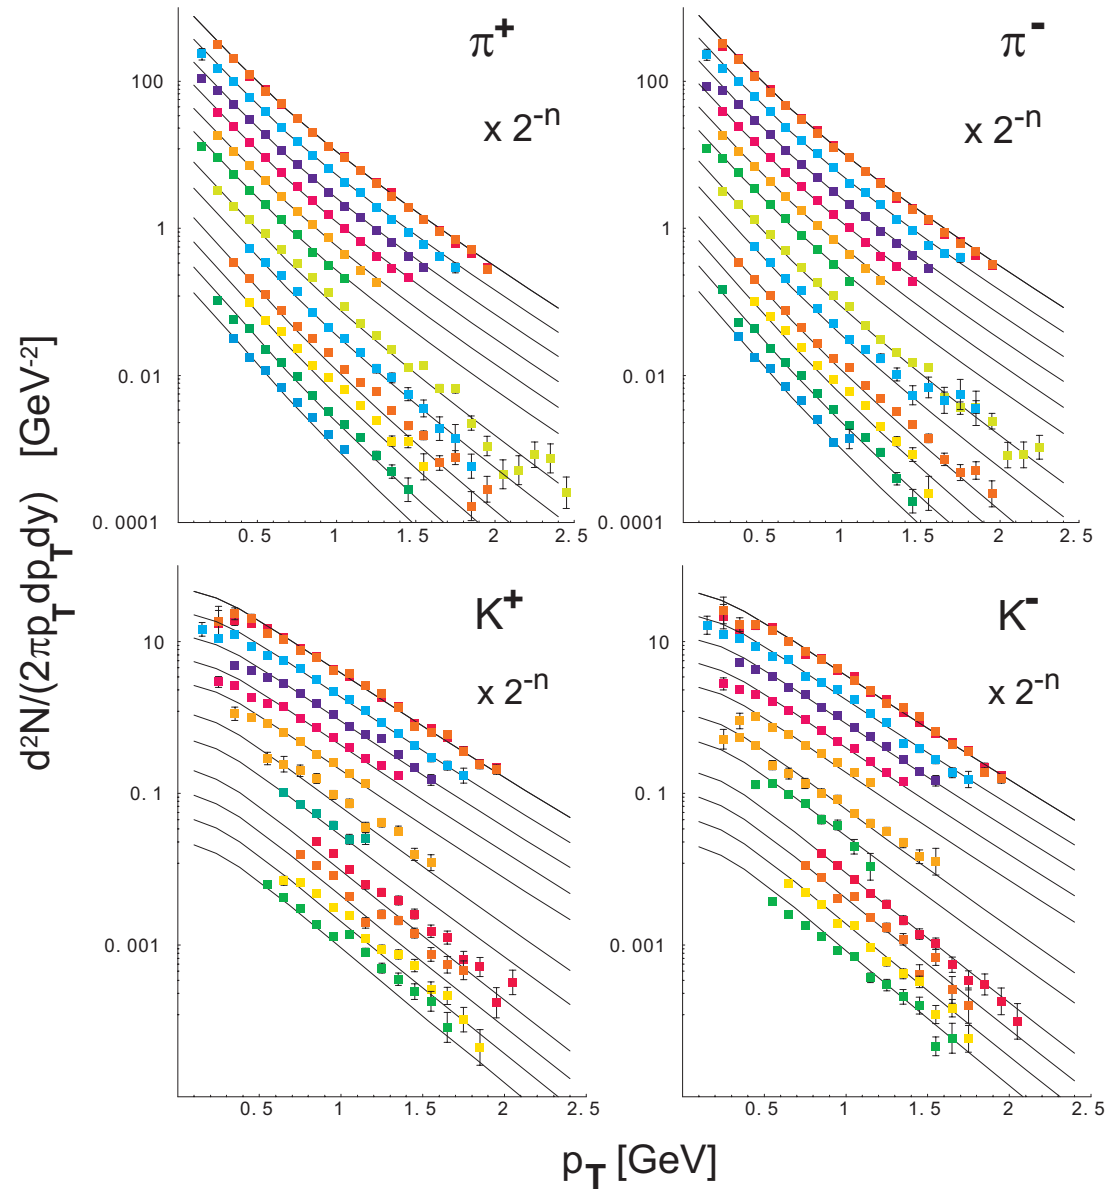 π+ π-
x 2-n x 2-n
100 100
1 1
0. 01 0. 01
0. 0001 0. 0001
0. 5 1 1. 5 2 2. 5 0. 5 1 1. 5 2 2. 5
d2N/(2πpTdpTdy) [GeV-2]
K+ K-
x 2-n x 2-n
10 10
0. 1 0. 1
0. 001 0. 001
0. 5 1 1. 5 2 2. 5 0. 5 1 1. 5 2 2. 5
pT [GeV]